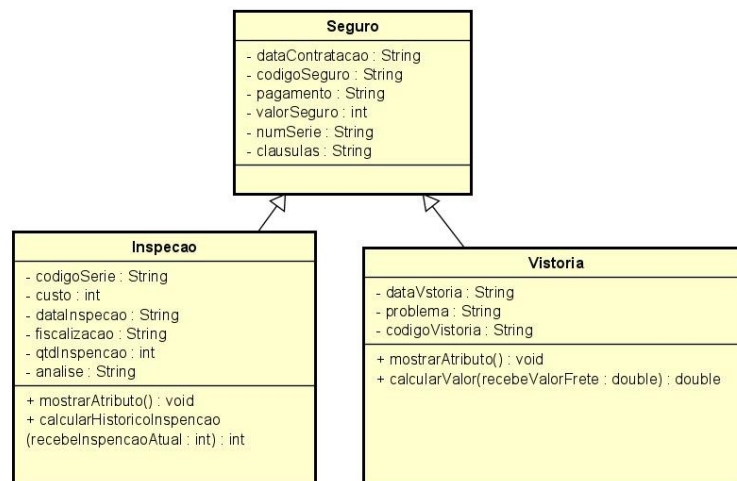 Seguro
- dataContratacao : String
- codigoSeguro : String
- pagamento : String
- valorSeguro : int
- numSerie : String
- clausulas : String
Inspecao
- codigoSerie : String
- custo : int
- dataInspecao : String
- fiscalizacao : String
- qtdInspencao : int
- analise : String
+ mostrarAtributo() : void
+ calcularHistoricoInspencao
(recebeInspencaoAtual : int) : int
Vistoria
- dataVstoria : String
- problema : String
- codigoVistoria : String
+ mostrarAtributo() : void
+ calcularValor(recebeValorFrete : double) : double